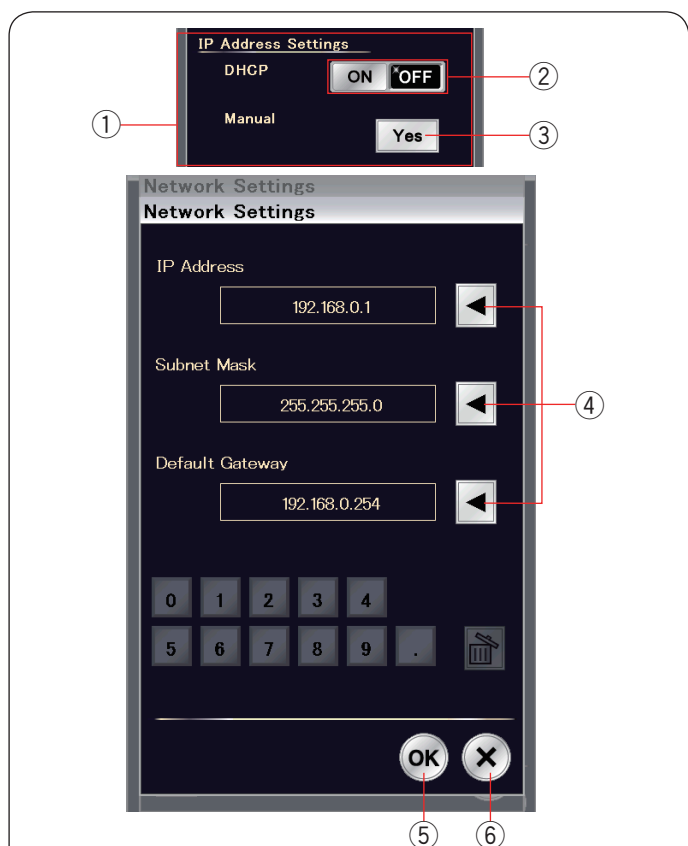 IP Address Settings
DHCP ON OFF ②
① Manual Yes ③
Network Settings
Network Settings
IP Address
192.168.0.1
Subnet Mask
255.255.255.0 ④
Default Gateway
192.168.0.254
0 1 2 3 4
5 6 7 8 9 .
OK ×
⑤ ⑥